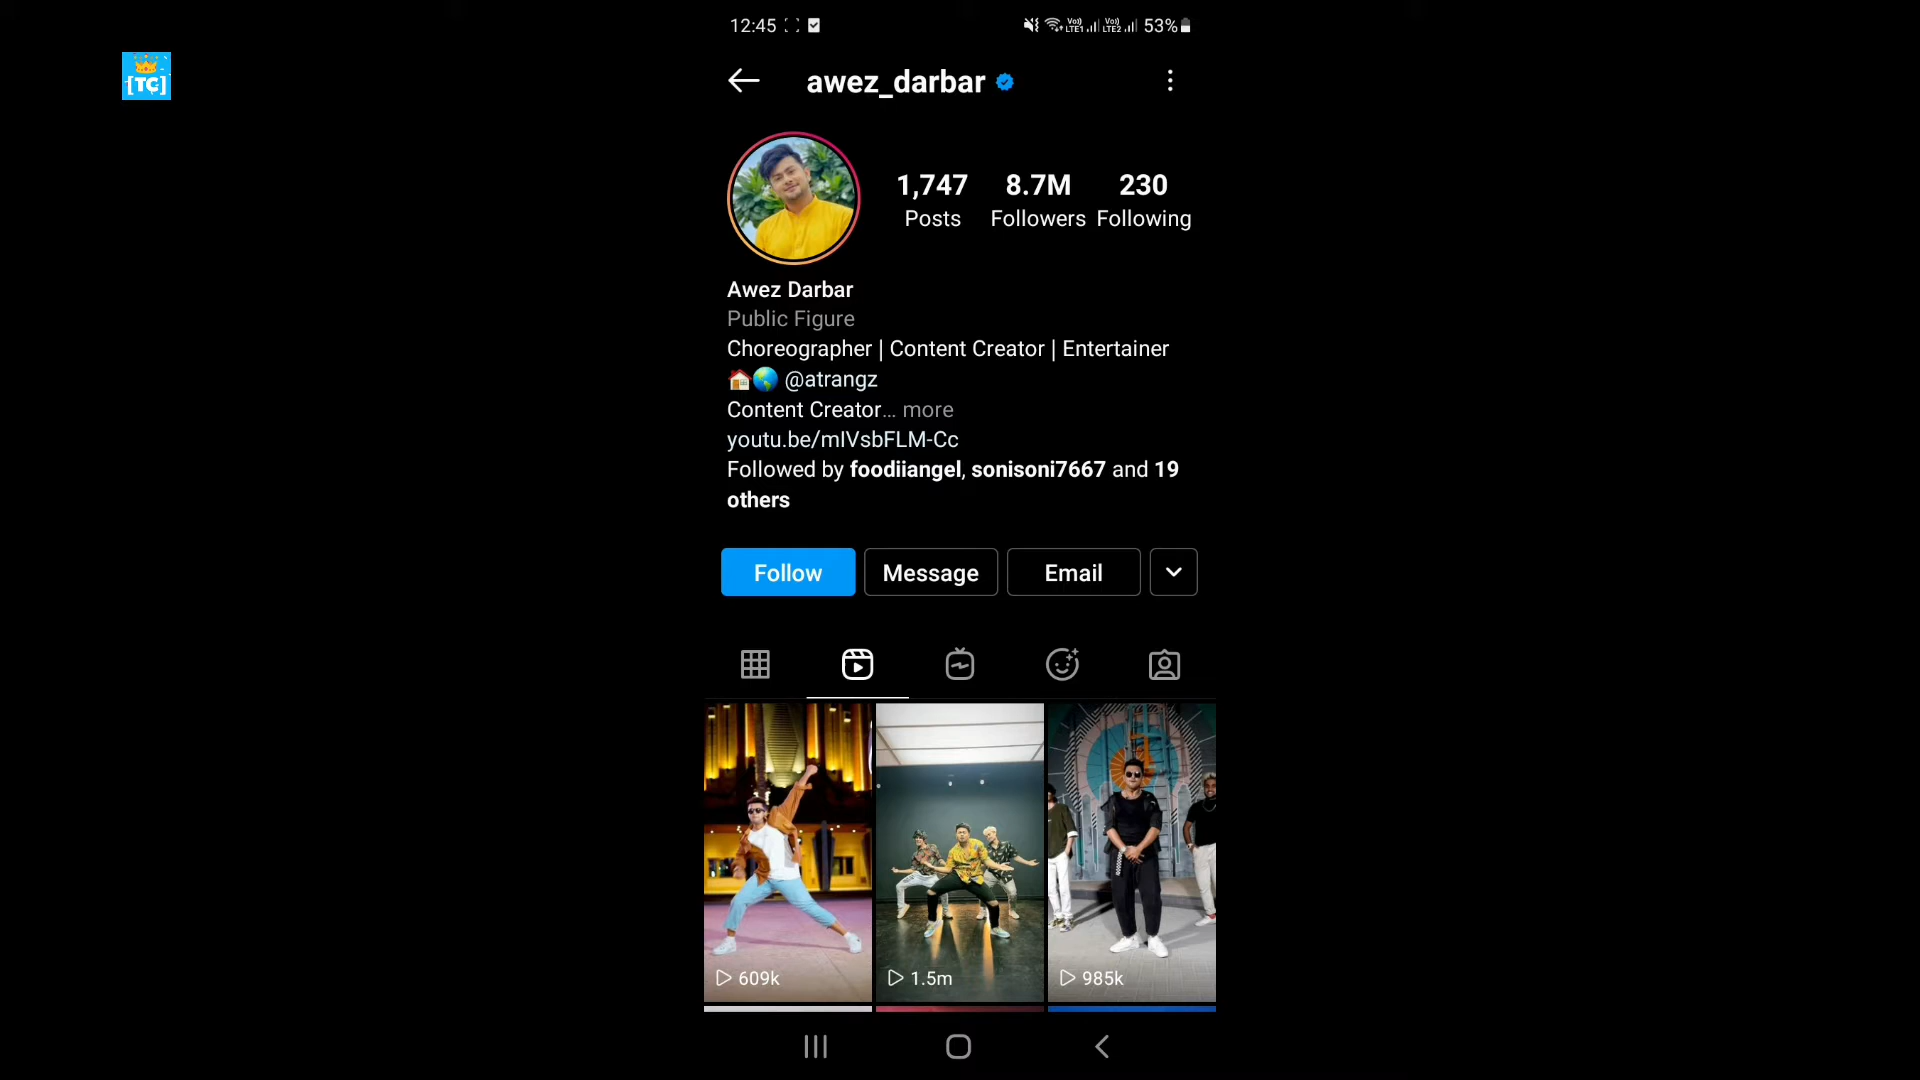 12:45 53%
[TC]
awez_darbar
1,747 8.7M 230
Posts Followers Following
Awez Darbar
Public Figure
Choreographer | Content Creator | Entertainer
🏠🌎 @atrangz
Content Creator... more
youtu.be/mIVsbFLM-Cc
Followed by foodiiangel, sonisoni7667 and 19
others
Follow Message Email
609k 1.5m 985k